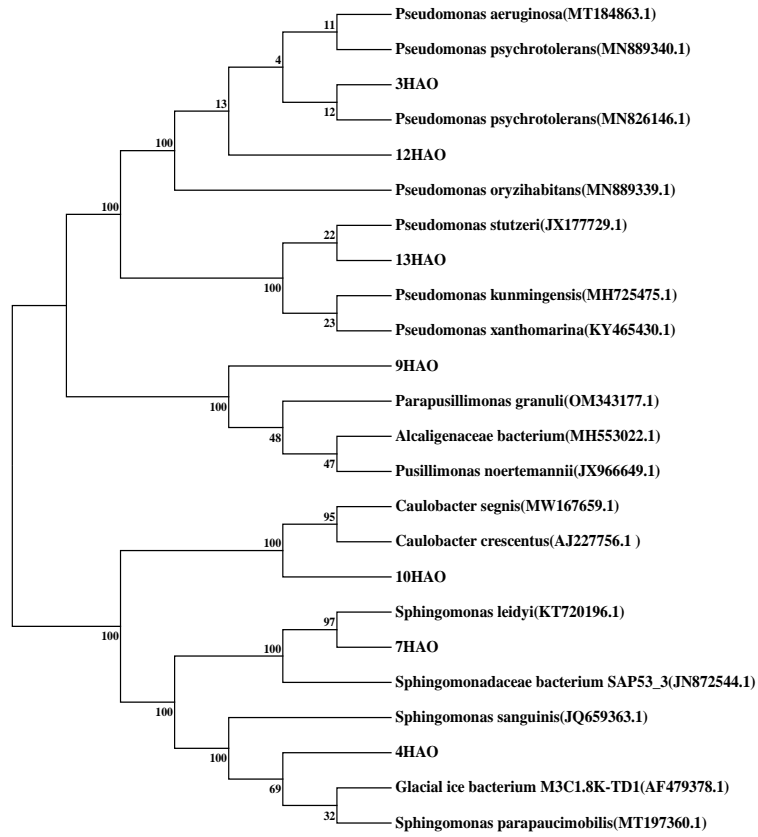 Pseudomonas aeruginosa(MT184863.1)
11
Pseudomonas psychrotolerans(MN889340.1)
4
3HAO
12
Pseudomonas psychrotolerans(MN826146.1)
13
12HAO
100
Pseudomonas oryzihabitans(MN889339.1)
100
Pseudomonas stutzeri(JX177729.1)
22
13HAO
100
Pseudomonas kunmingensis(MH725475.1)
23
Pseudomonas xanthomarina(KY465430.1)
9HAO
100
Parapusillimonas granuli(OM343177.1)
48
Alcaligenaceae bacterium(MH553022.1)
47
Pusillimonas noertemannii(JX966649.1)
Caulobacter segnis(MW167659.1)
95
Caulobacter crescentus(AJ227756.1 )
100
10HAO
100
Sphingomonas leidyi(KT720196.1)
97
7HAO
100
Sphingomonadaceae bacterium SAP53_3(JN872544.1)
100
Sphingomonas sanguinis(JQ659363.1)
100
4HAO
69
Glacial ice bacterium M3C1.8K-TD1(AF479378.1)
32
Sphingomonas parapaucimobilis(MT197360.1)